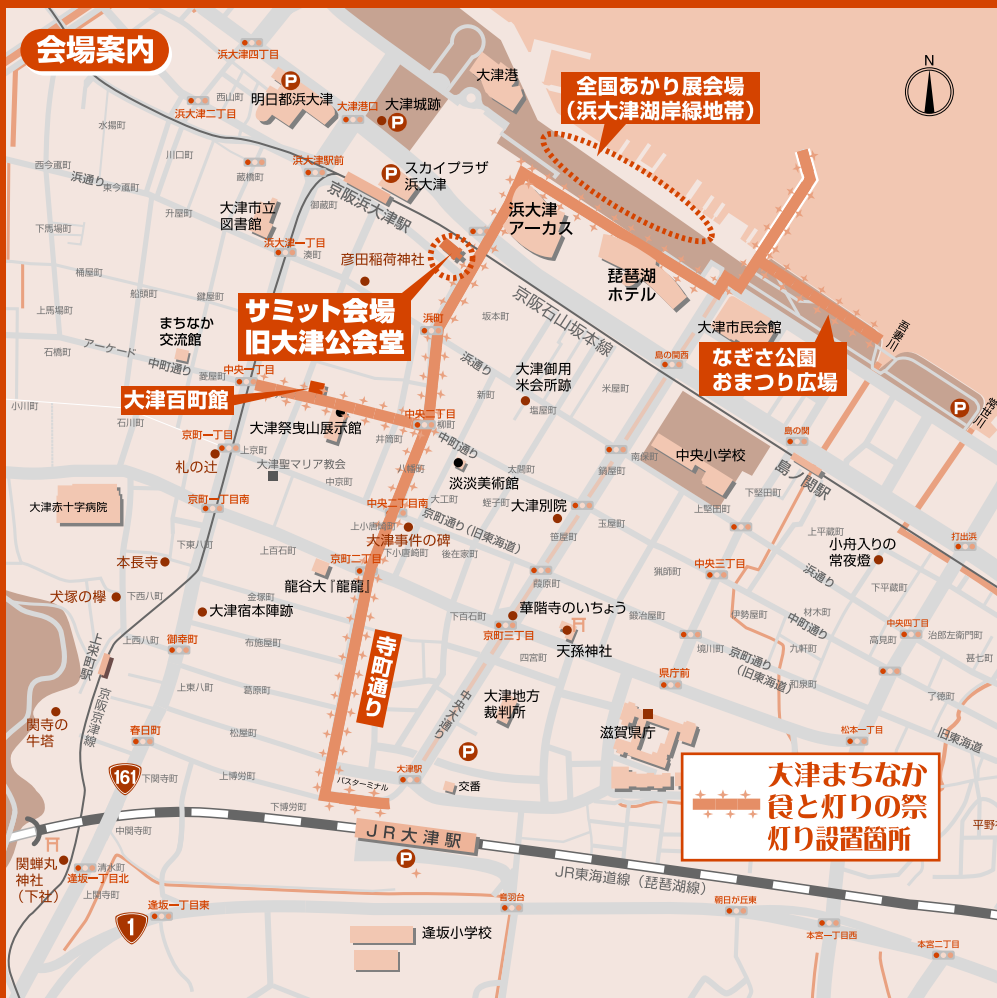 会場案内
浜大津四丁目
P
大津港
全国あかり展会場
（浜大津湖岸緑地帯）
N
西山町
明日都浜大津
大津港口
大津城跡
P
浜大津二丁目
水揚町
川口町
浜大津駅前
西今颪町
浜通り
東今颪町
蔵橋町
P
スカイプラザ
浜大津
京阪浜大津駅
升屋町
大津市立
図書館
御蔵町
浜大津
アーカス
下馬場町
浜大津一丁目
湊町
彦田稲荷神社
桶屋町
琵琶湖
ホテル
船頭町
鍵屋町
サミット会場
旧大津公会堂
京阪石山坂本線
上馬場町
まちなか
交流館
浜町
坂本町
大津市民会館
吾妻川
石橋町
アーケード
中町通り
菱屋町
中央一丁目
浜通り
大津御用
米会所跡
島の関西
なぎさ公園
おまつり広場
新町
米屋町
大津百町館
小川町
石川町
中央二丁目
柳町
塩屋町
P
常世川
大津祭曳山展示館
京町一丁目
上京町
井筒町
中町通り
島の関
札の辻
大津聖マリア教会
八幡町
太間町
南保町
中央小学校
島ノ関駅
中京町
淡淡美術館
鍋屋町
大津赤十字病院
京町一丁目南
中央二丁目南
大工町
蛭子町
大津別院
下堅田町
上堅田町
上小唐崎町
京町通り（旧東海道）
玉屋町
大津事件の碑
笹屋町
上平蔵町
打出浜
下東八町
上百石町
京町二丁目
下小唐崎町
後在家町
小舟入りの
常夜燈
本長寺
龍谷大『龍龍』
葭原町
猟師町
中央三丁目
浜通り
下平蔵町
犬塚の欅
下西八町
金塚町
大津宿本陣跡
下百石町
華階寺のいちょう
鍛冶屋町
伊勢屋町
材木町
中町通り
中央四丁目
上西八町
御幸町
布施屋町
京町三丁目
高見町
治郎左衛門町
上栄町駅
寺町通り
四宮町
天孫神社
境川町
京町通り
（旧東海道）
九軒町
甚七町
県庁前
和泉町
上東八町
葛原町
京阪京津線
中央大通り
大津地方
裁判所
了徳町
関寺の
牛塔
春日町
松屋町
滋賀県庁
松本一丁目
旧東海道
P
161
下関寺町
上博労町
大津駅
バスターミナル
交番
大津まちなか
食と灯りの祭
灯り設置箇所
下博労町
中関寺町
JR大津駅
平野
関蝉丸
神社
（下社）
清水町
逢坂一丁目北
上関寺町
P
JR東海道線（琵琶湖線）
逢坂一丁目東
音羽台
朝日が丘東
1
逢坂小学校
本宮一丁目西
本宮二丁目